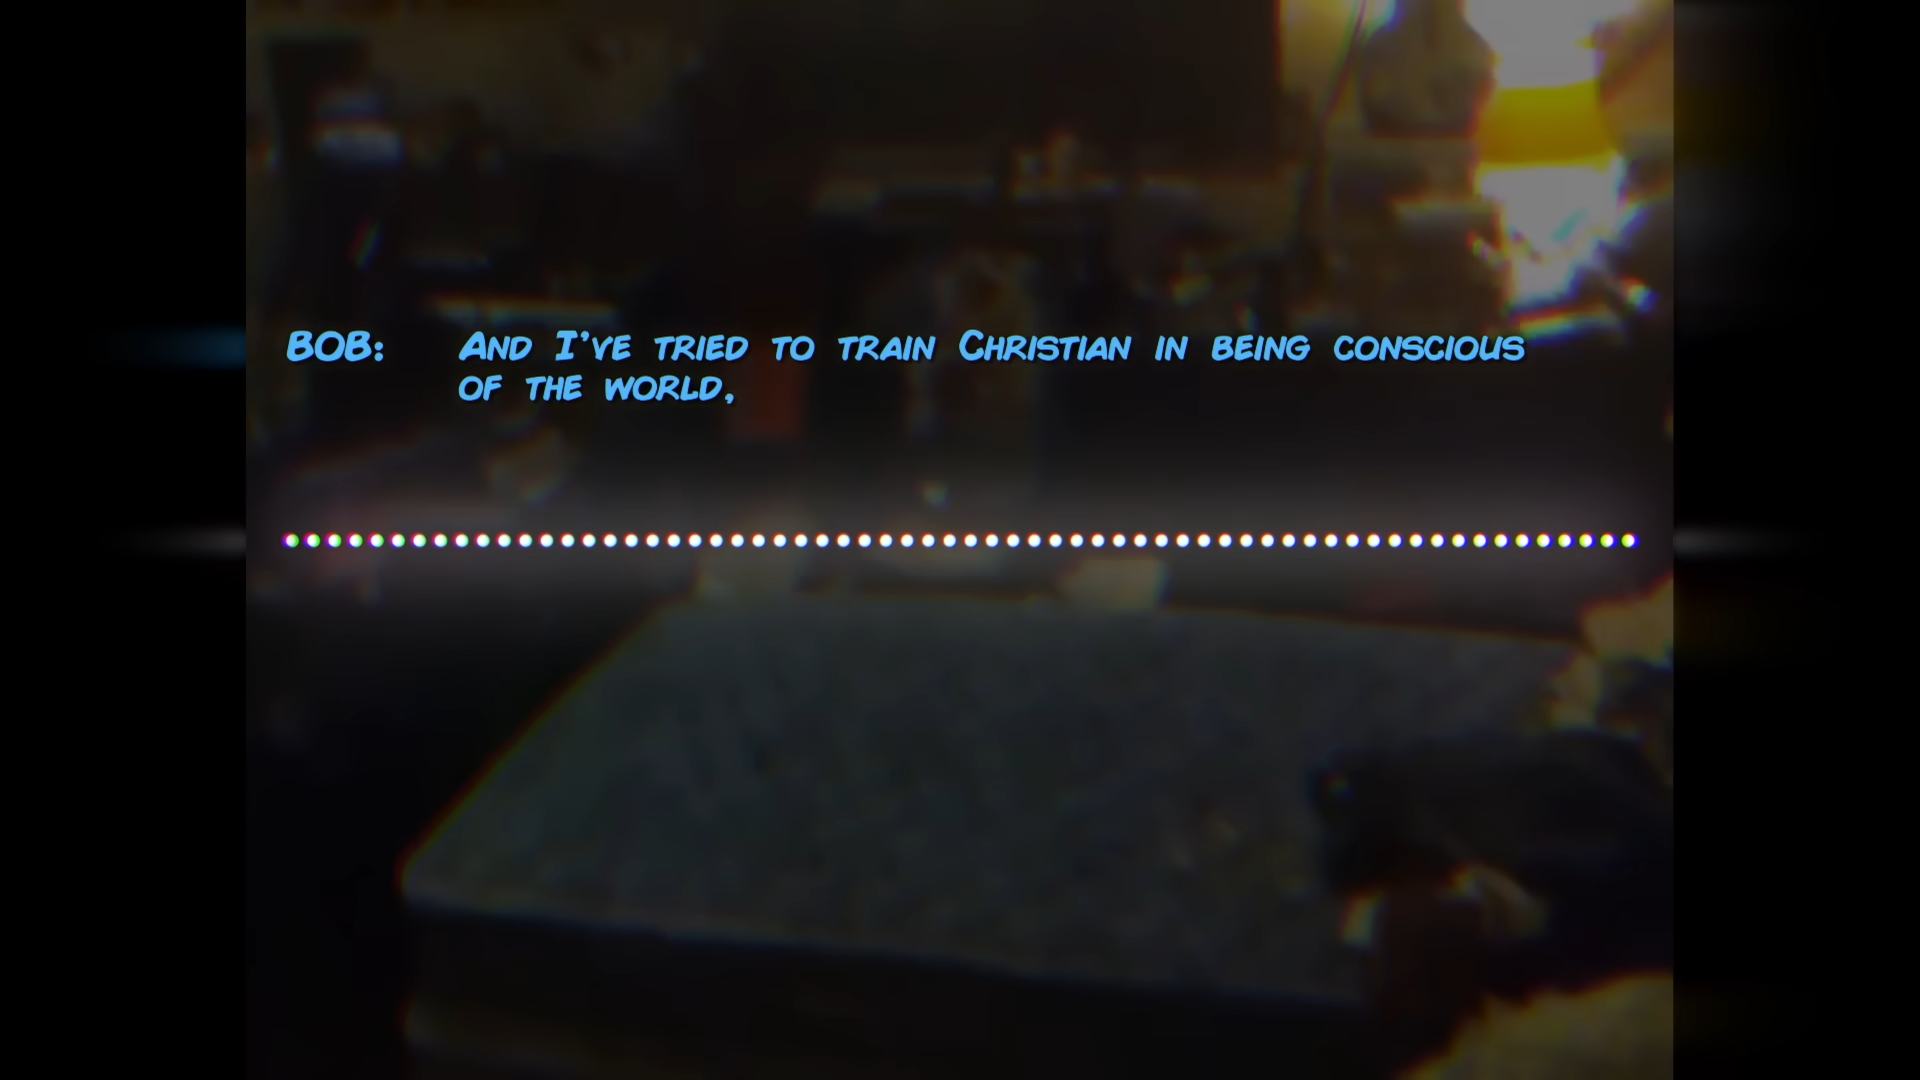 BOB: And I've tried to train Christian in being conscious
of the world,